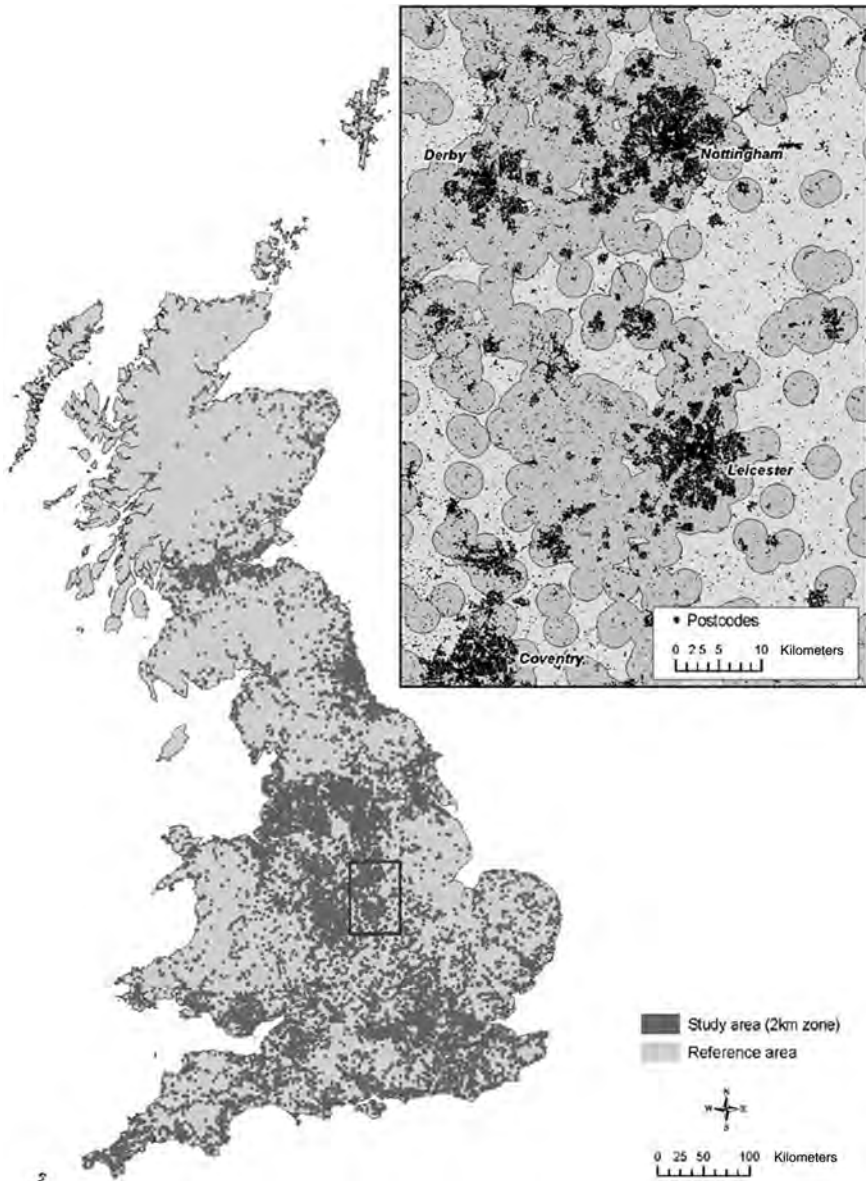 Derby
Nottingham
Leicester
Coventry
Postcodes
0 2.5 5 10 Kilometers
Study area (2km zone)
Reference area
N
W E
S
0 25 50 100 Kilometers